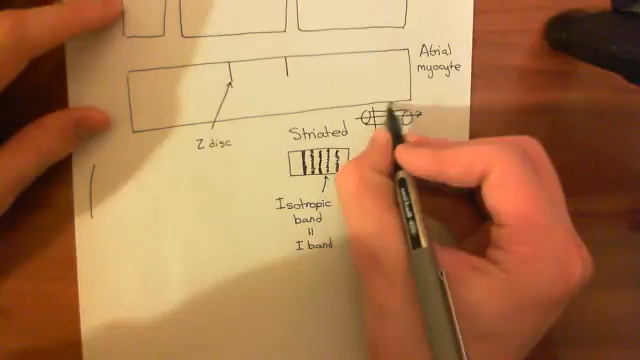 Atrial
myocyte
Z disc
Striated
Isotropic
band
=
I band